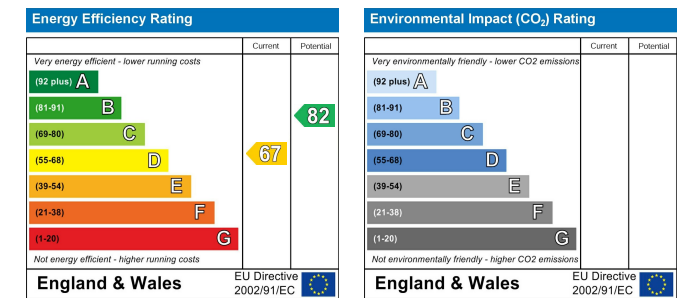 Energy Efficiency Rating
Current Potential
Very energy efficient - lower running costs
(92 plus) A
(81-91) B
82
(69-80) C
(55-68) D
67
(39-54) E
(21-38) F
(1-20) G
Not energy efficient - higher running costs
England & Wales
EU Directive
2002/91/EC
Environmental Impact (CO2) Rating
Current Potential
Very environmentally friendly - lower CO2 emissions
(92 plus) A
(81-91) B
(69-80) C
(55-68) D
(39-54) E
(21-38) F
(1-20) G
Not environmentally friendly - higher CO2 emissions
England & Wales
EU Directive
2002/91/EC